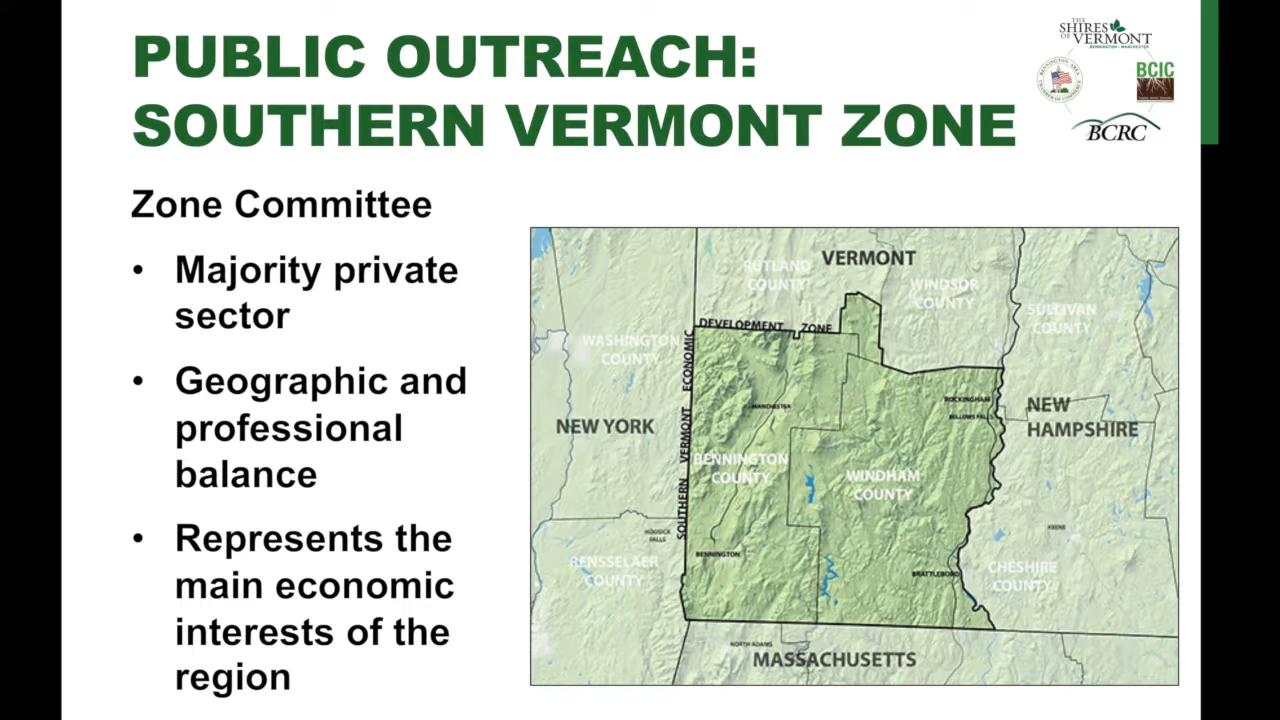 PUBLIC OUTREACH:
SOUTHERN VERMONT ZONE
THE
SHIRES
OF VERMONT
BENNINGTON • MANCHESTER
BCIC
BCRC
Zone Committee
• Majority private
sector
• Geographic and
professional
balance
• Represents the
main economic
interests of the
region
VERMONT
RUTLAND
COUNTY
WINDSOR
COUNTY
SULLIVAN
COUNTY
WASHINGTON
COUNTY
SOUTHERN VERMONT ECONOMIC
DEVELOPMENT ZONE
MANCHESTER
ROCKINGHAM
BELLOWS FALLS
NEW YORK
NEW
HAMPSHIRE
BENNINGTON
COUNTY
WINDHAM
COUNTY
HOOSICK
FALLS
KEENE
BENNINGTON
RENSSELAER
COUNTY
BRATTLEBORO
CHESHIRE
COUNTY
NORTH ADAMS
MASSACHUSETTS